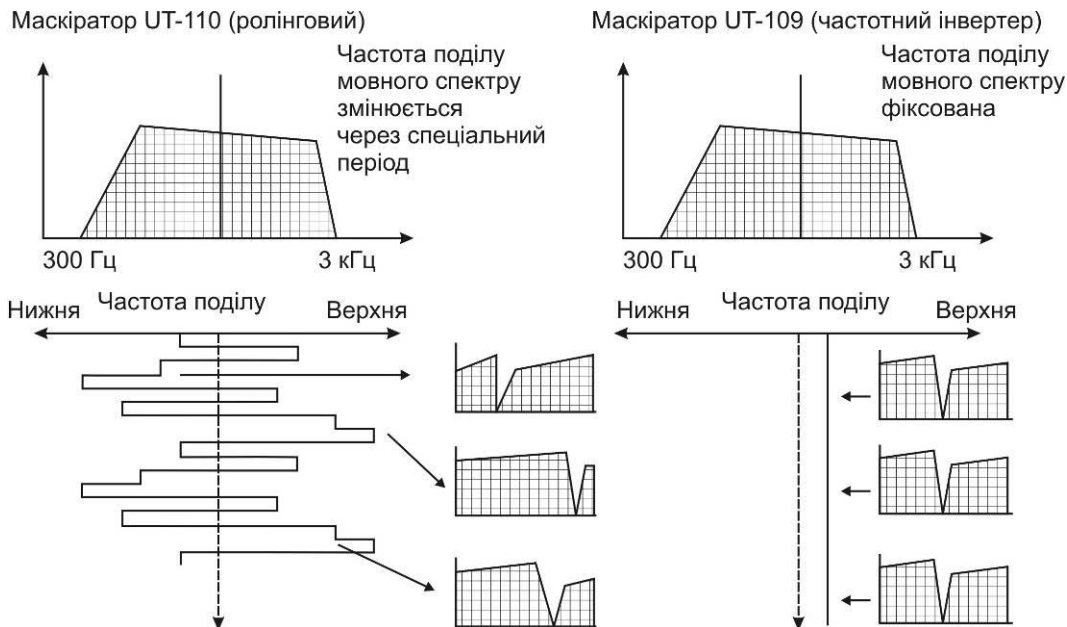 Маскіратор UT-110 (ролінговий)
Частота поділу
мовного спектру
змінюється
через спеціальний
період
300 Гц
3 кГц
Маскіратор UT-109 (частотний інвертер)
Частота поділу
мовного спектру
фіксована
300 Гц
3 кГц
Нижня
Частота поділу
Верхня
Нижня
Частота поділу
Верхня